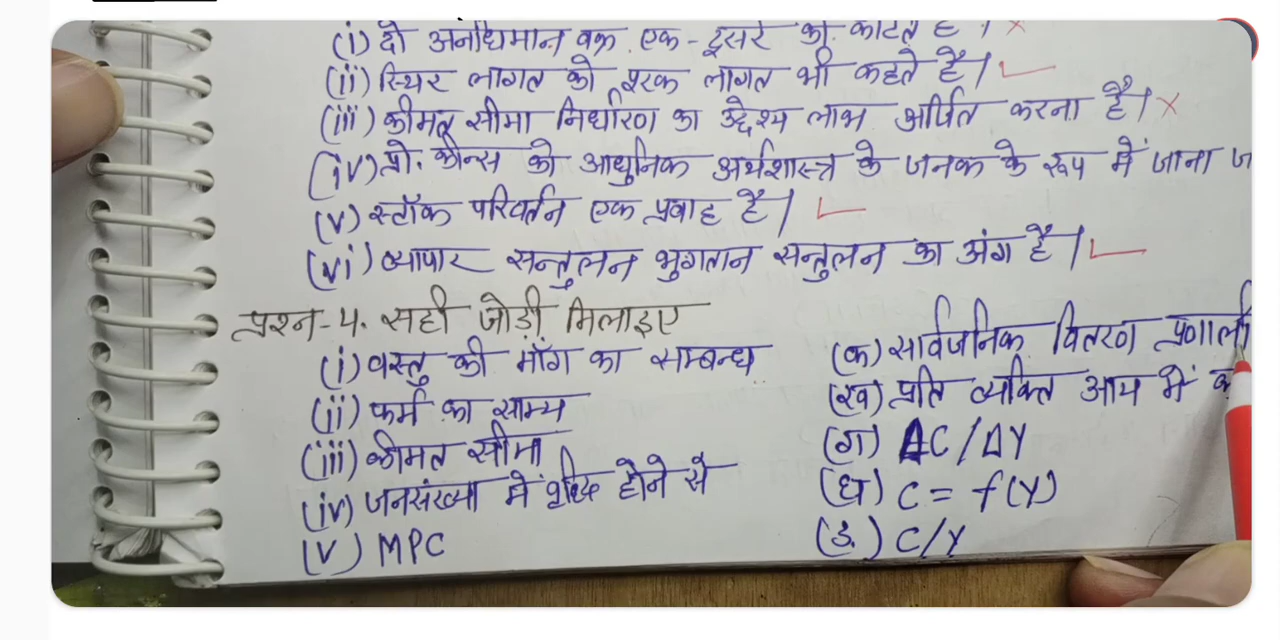 (i) दो अनधिमान वक्र एक-दूसरे को काटते है। ×
(ii) स्थिर लागत को पूरक लागत भी कहते है।
(iii) कीमत सीमा निर्धारण का उद्देश्य लाभ अर्जित करना है। ×
(iv) प्रो. कीन्स को आधुनिक अर्थशास्त्र के जनक के रूप में जाना
(v) स्टॉक परिवर्तन एक प्रवाह है।
(vi) व्यापार सन्तुलन भुगतान सन्तुलन का अंग है।
प्रश्न-4. सही जोड़ी मिलाइए
(i) वस्तु की माँग का सम्बन्ध (क) सार्वजनिक वितरण प्रणाली
(ii) फर्म का साम्य (ख) प्रति व्यक्ति आय में
(iii) कीमत सीमा (ग) ΔC/ΔY
(iv) जनसंख्या में वृद्धि होने से (घ) C = f(Y)
(v) MPC (ङ) C/Y